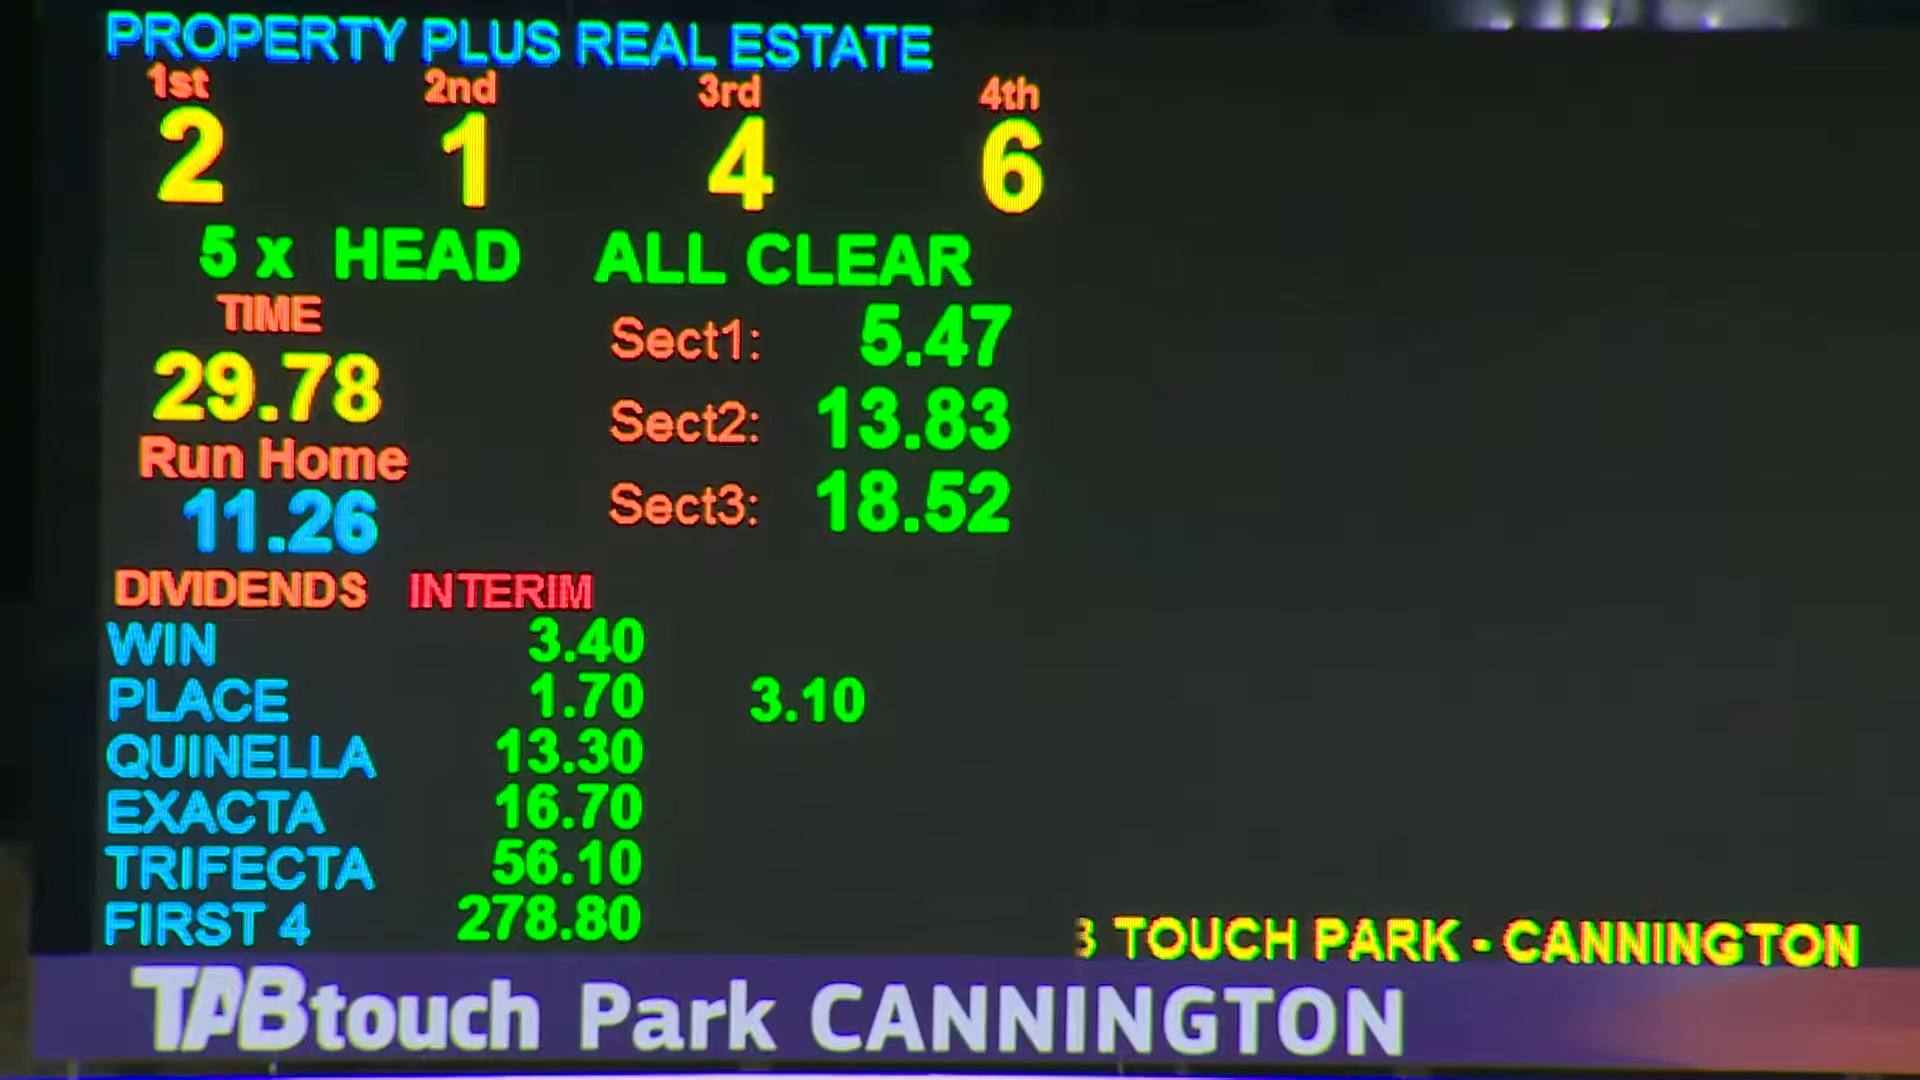 PROPERTY PLUS REAL ESTATE
1st 2nd 3rd 4th
2 1 4 6
5 x HEAD ALL CLEAR
TIME
29.78
Run Home
11.26
Sect1: 5.47
Sect2: 13.83
Sect3: 18.52
DIVIDENDS INTERIM
WIN 3.40
PLACE 1.70 3.10
QUINELLA 13.30
EXACTA 16.70
TRIFECTA 56.10
FIRST 4 278.80
TOUCH PARK - CANNINGTON
TABtouch Park CANNINGTON